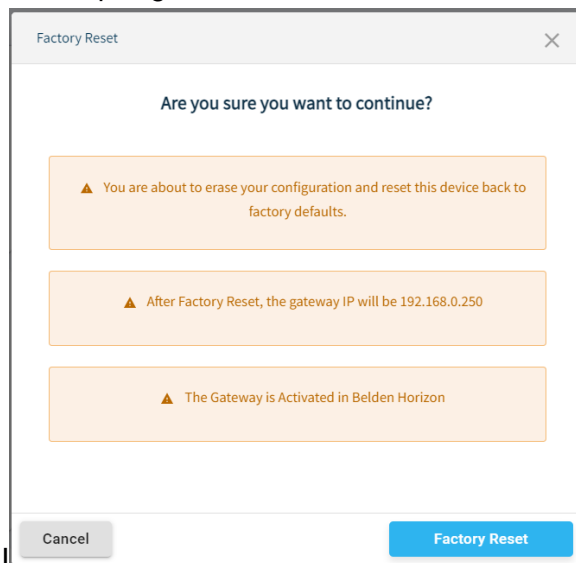 Factory Reset
Are you sure you want to continue?
You are about to erase your configuration and reset this device back to
factory defaults.
After Factory Reset, the gateway IP will be 192.168.0.250
The Gateway is Activated in Belden Horizon
Cancel
Factory Reset